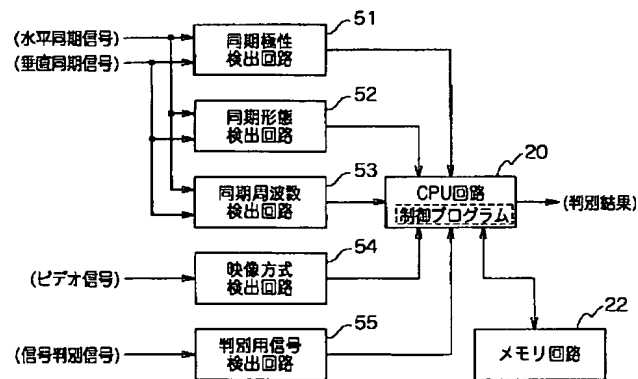 (水平同期信号)
(垂直同期信号)
同期極性
検出回路
51
同期形態
検出回路
52
同期周波数
検出回路
53
CPU回路
制御プログラム
20
(判別結果)
(ビデオ信号)
映像方式
検出回路
54
(信号判別信号)
判別用信号
検出回路
55
メモリ回路
22